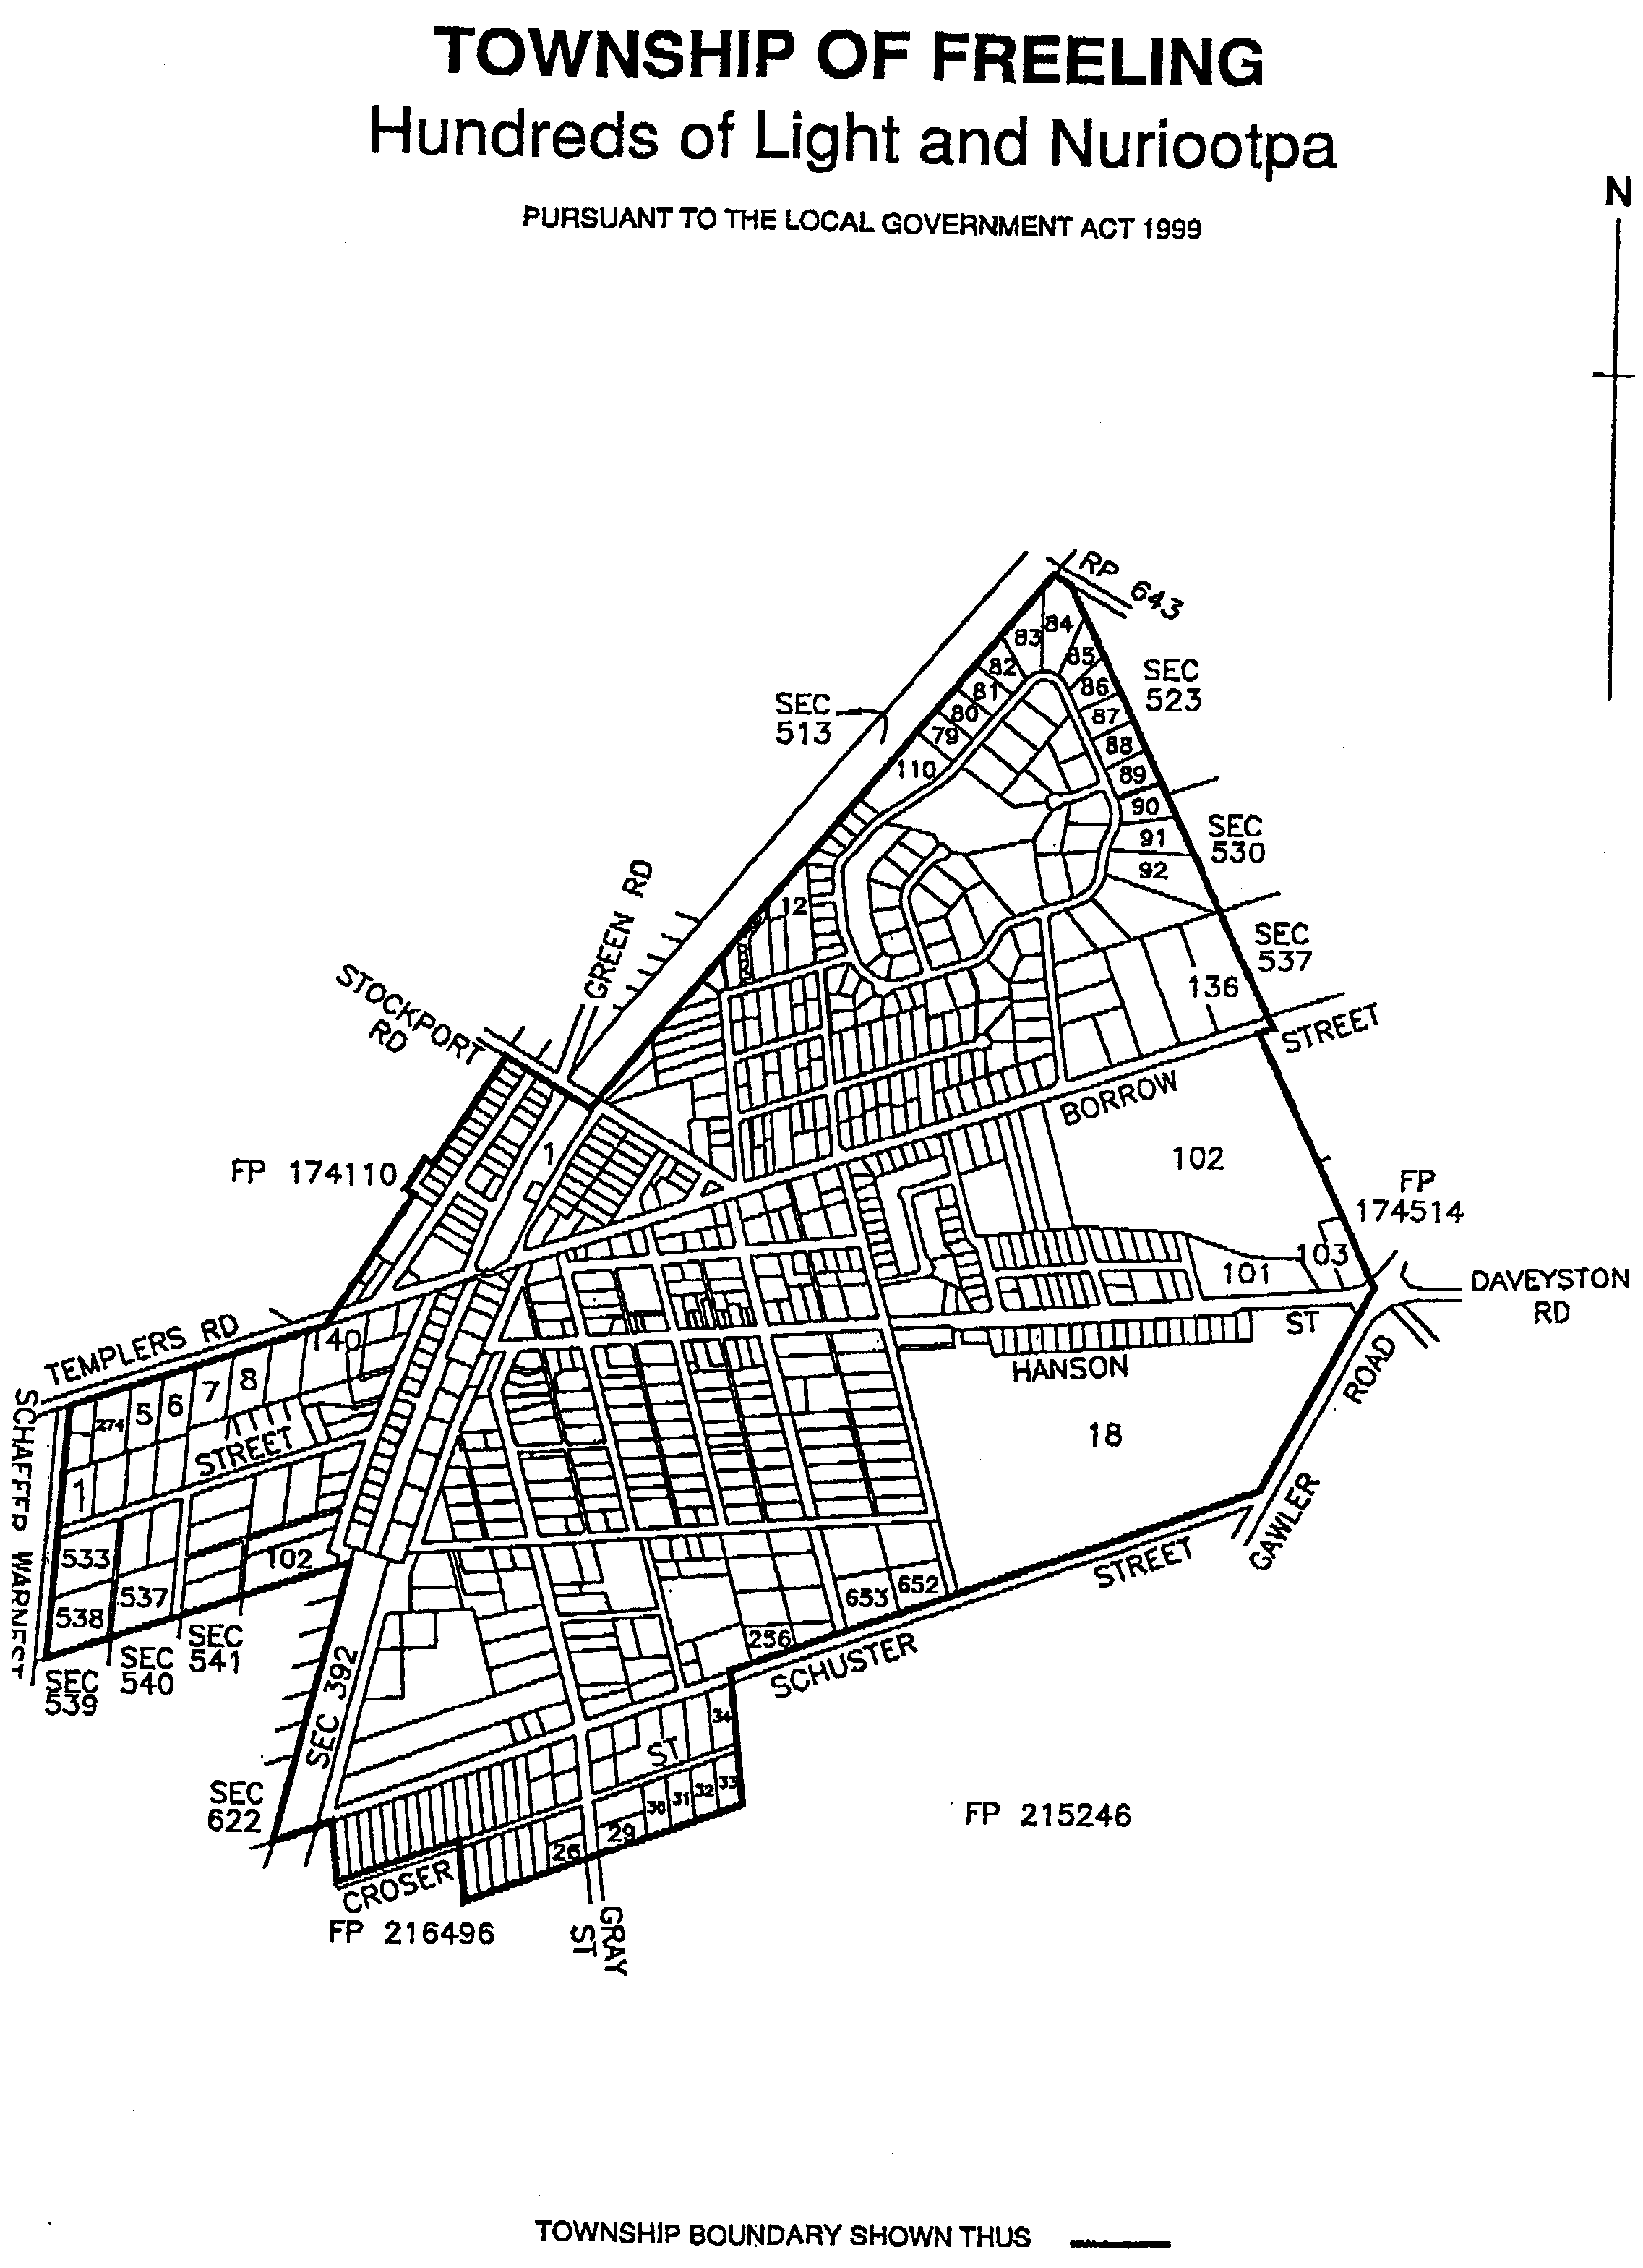 TOWNSHIP OF FREELING
Hundreds of Light and Nuriootpa
PURSUANT TO THE LOCAL GOVERNMENT ACT 1999
N
RP 643
84
83
85
82
SEC
523
86
81
SEC
513
80
87
79
88
110
89
90
SEC
530
91
92
12
GREEN RD
SEC
537
STOCKPORT
RD
136
STREET
BORROW
1
102
FP 174110
FP
174514
103
101
DAVEYSTON
RD
ST
TEMPLERS RD
140
HANSON
ROAD
8
7
6
5
274
18
STREET
1
GAWLER
533
102
STREET
537
653
652
538
256
SEC
541
SEC
540
SEC
539
SCHUSTER
SEC 392
34
ST
33
32
31
30
SEC
622
FP 215246
29
26
CROSER
FP 216496
GRAY
ST
TOWNSHIP BOUNDARY SHOWN THUS